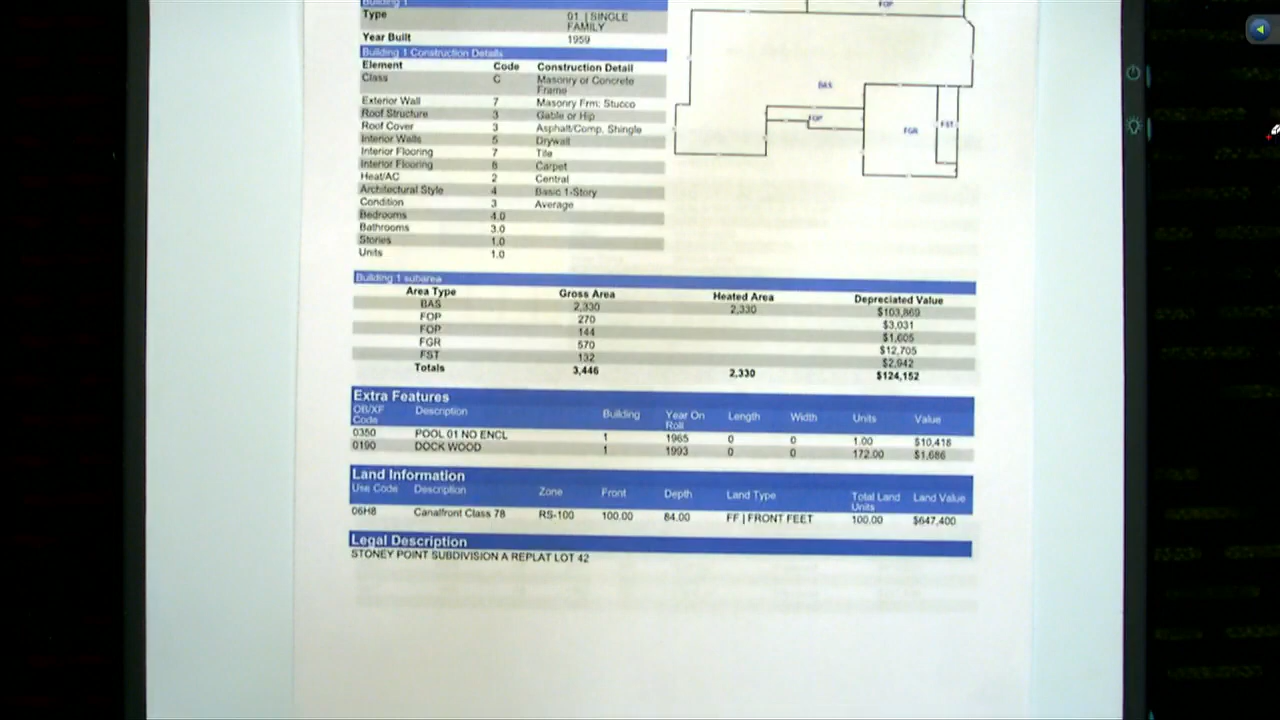 Building 1
FOP
Type 01 | SINGLE
FAMILY
Year Built 1959
Building 1 Construction Details
Element Code Construction Detail
Class C Masonry or Concrete
Frame
BAS
Exterior Wall 7 Masonry Frm: Stucco
Roof Structure 3 Gable or Hip
FOP
Roof Cover 3 Asphalt/Comp. Shingle
FGR FST
Interior Walls 5 Drywall
Interior Flooring 7 Tile
Interior Flooring 8 Carpet
Heat/AC 2 Central
Architectural Style 4 Basic 1-Story
Condition 3 Average
Bedrooms 4.0
Bathrooms 3.0
Stories 1.0
Units 1.0
Building 1 subarea
Area Type Gross Area Heated Area Depreciated Value
BAS 2,330 2,330 $103,869
FOP 270 $3,031
FOP 144 $1,605
FGR 570 $12,705
FST 132 $2,942
Totals 3,446 2,330 $124,152
Extra Features
OB/XF
Code Description Building Year On
Roll Length Width Units Value
0350 POOL 01 NO ENCL 1 1965 0 0 1.00 $10,418
0190 DOCK WOOD 1 1993 0 0 172.00 $1,686
Land Information
Use Code Description Zone Front Depth Land Type Total Land
Units Land Value
06H8 Canalfront Class 78 RS-100 100.00 84.00 FF | FRONT FEET 100.00 $647,400
Legal Description
STONEY POINT SUBDIVISION A REPLAT LOT 42